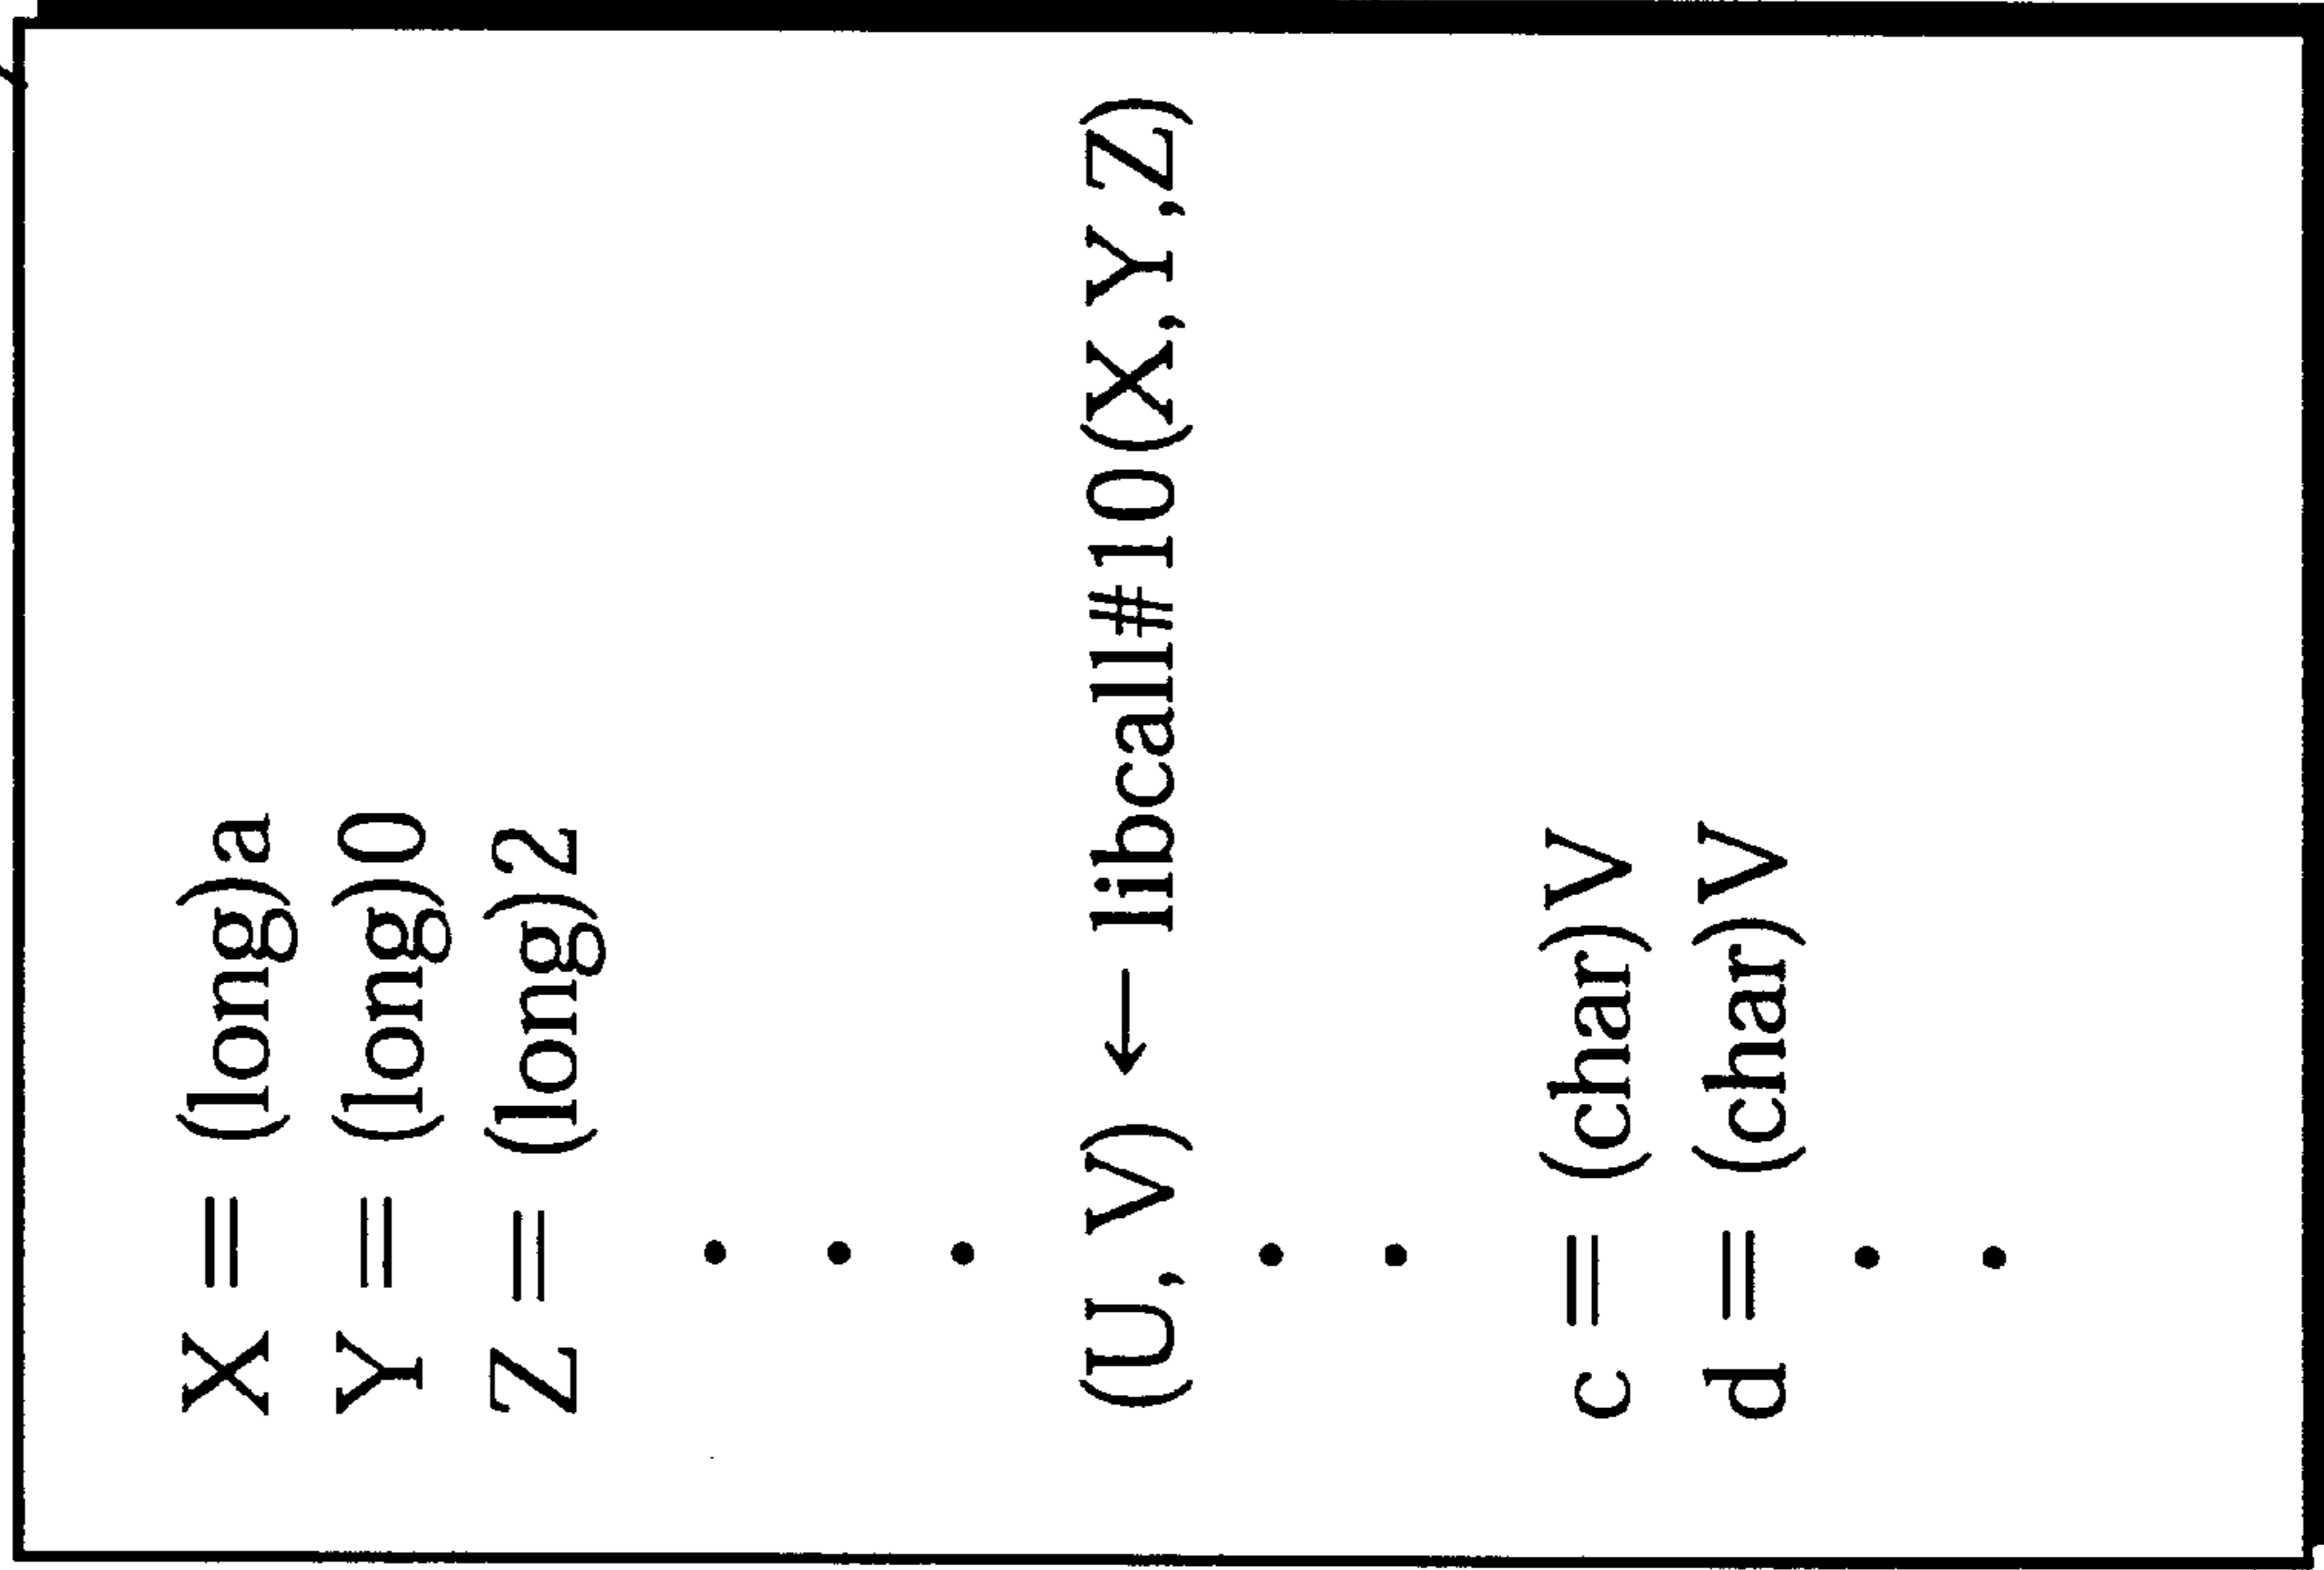 X = (long)a
Y = (long)0
Z = (long)2
.
.
.
(U, V) ← libcall#10(X,Y,Z)
.
.
c = (char)V
d = (char)V
.
.